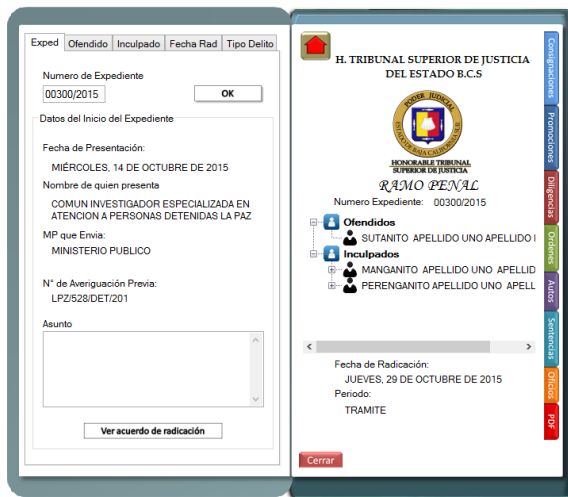 Exped
Ofendido
Inculpado
Fecha Rad
Tipo Delito
Numero de Expediente
00300/2015
OK
Datos del Inicio del Expediente
Fecha de Presentación:
MIÉRCOLES, 14 DE OCTUBRE DE 2015
Nombre de quien presenta
COMUN INVESTIGADOR ESPECIALIZADA EN
ATENCION A PERSONAS DETENIDAS LA PAZ
MP que Envia:
MINISTERIO PUBLICO
N° de Averiguación Previa:
LPZ/528/DET/201
Asunto
Ver acuerdo de radicación
H. TRIBUNAL SUPERIOR DE JUSTICIA
DEL ESTADO B.C.S
PODER JUDICIAL
ESTADO DE BAJA CALIFORNIA SUR
HONORABLE TRIBUNAL
SUPERIOR DE JUSTICIA
RAMO PENAL
Numero Expediente: 00300/2015
Ofendidos
SUTANITO APELLIDO UNO APELLIDO
Inculpados
MANGANITO APELLIDO UNO APELLID
PERENGANITO APELLIDO UNO APELL
Fecha de Radicación:
JUEVES, 29 DE OCTUBRE DE 2015
Periodo:
TRAMITE
Cerrar
Consignaciones
Promociones
Diligencias
Ordenes
Autos
Sentencias
Oficios
PDF